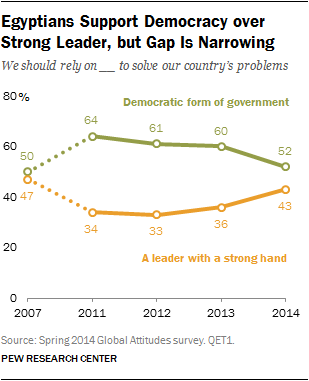 Egyptians Support Democracy over
Strong Leader, but Gap Is Narrowing
We should rely on __ to solve our country's problems
80%
Democratic form of government
64
61
60
60
52
50
47
40
43
34
33
36
20
A leader with a strong hand
0
2007 2011 2012 2013 2014
Source: Spring 2014 Global Attitudes survey. QET1.
PEW RESEARCH CENTER